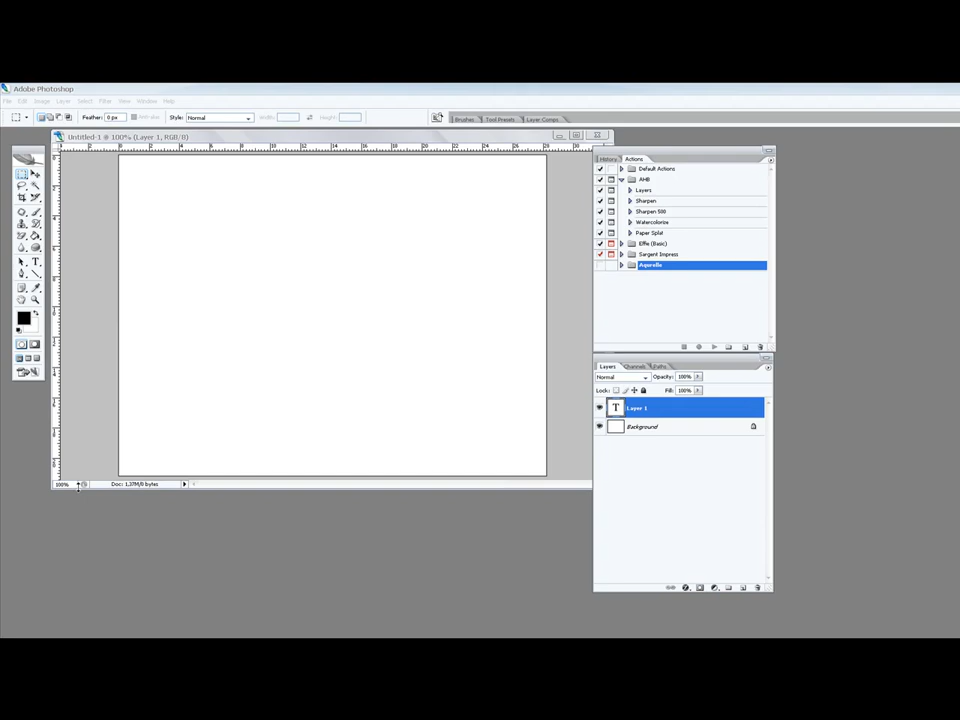 Adobe Photoshop
File Edit Image Layer Select Filter View Window Help
Feather: 0 px Anti-alias Style: Normal Width: Height: Brushes Tool Presets Layer Comps
Untitled-1 @ 100% (Layer 1, RGB/8)
History Actions
Default Actions
AHB
Layers
Sharpen
Sharpen 500
Watercolorize
Paper Splat
Effie (Basic)
Sargent Impress
Layers Channels Paths
Normal Opacity: 100%
Lock: Fill: 100%
T Layer 1
Background
100% Doc: 1,37M/0 bytes